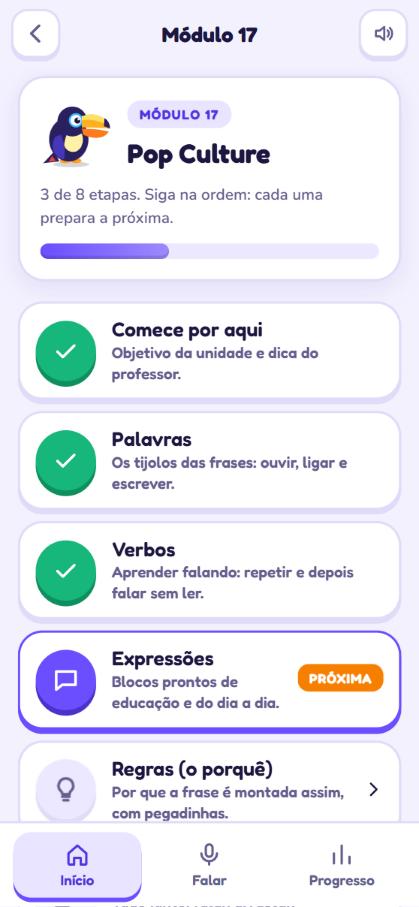 Módulo 17
MÓDULO 17
Pop Culture
3 de 8 etapas. Siga na ordem: cada uma
prepara a próxima.
Comece por aqui
Objetivo da unidade e dica do
professor.
Palavras
Os tijolos das frases: ouvir, ligar e
escrever.
Verbos
Aprender falando: repetir e depois
falar sem ler.
Expressões
Blocos prontos de
educação e do dia a dia.
PRÓXIMA
Regras (o porquê)
Por que a frase é montada assim,
com pegadinhas.
Início
Falar
Progresso